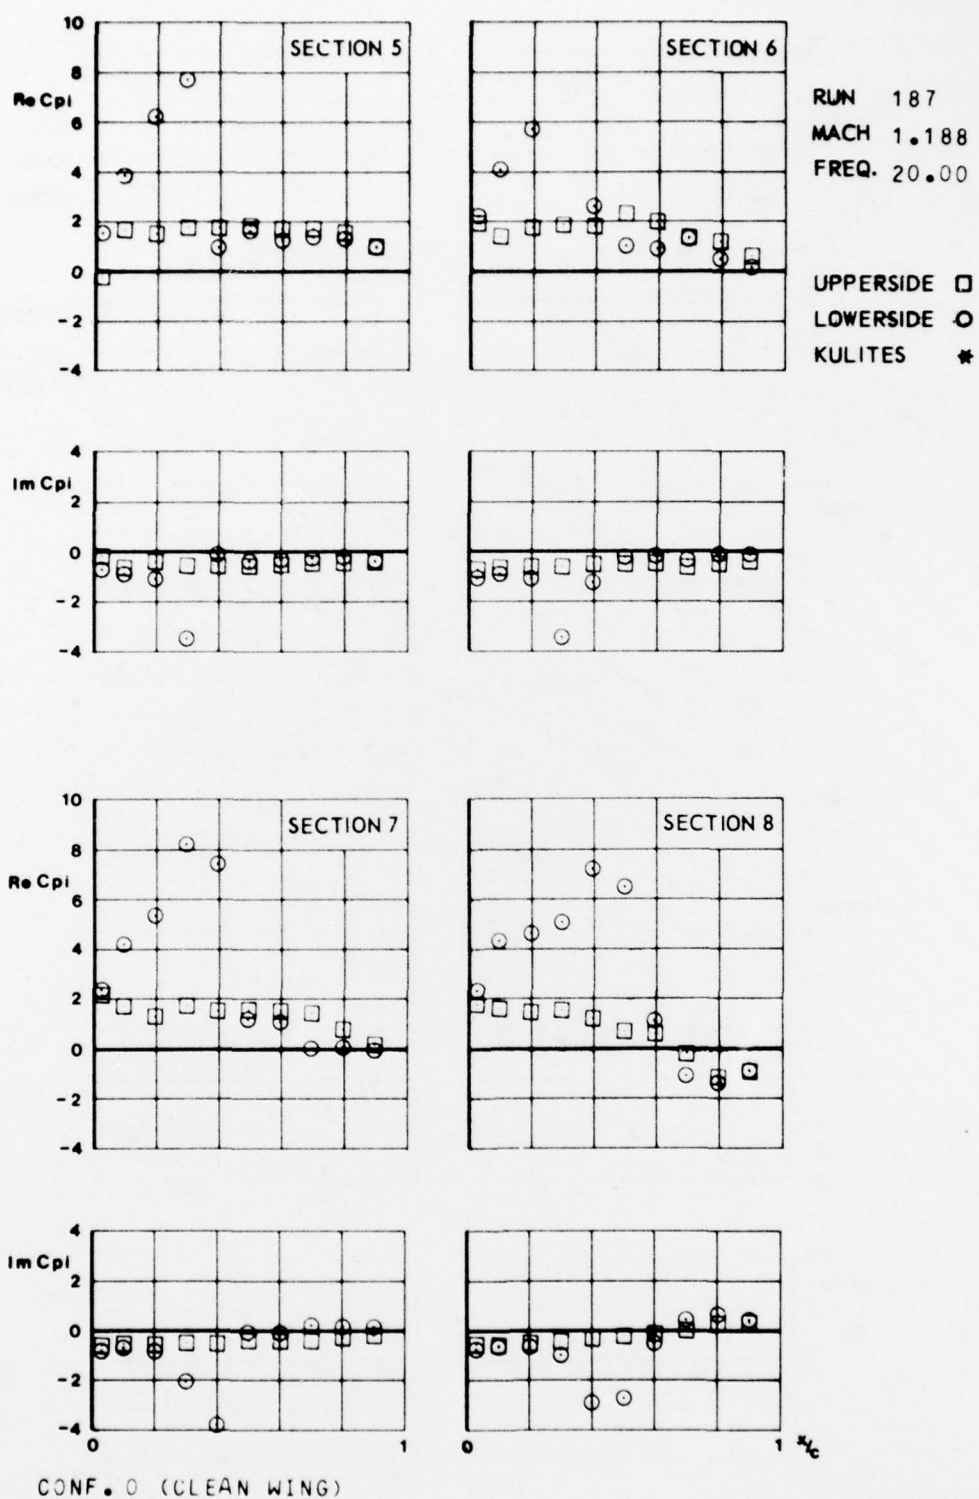 10
SECTION 5
SECTION 6
8
Re Cpi
RUN 187
6
MACH 1.188
4
FREQ. 20.00
2
0
UPPERSIDE □
-2
LOWERSIDE ○
-4
KULITES *
4
Im Cpi
2
0
-2
-4
10
SECTION 7
SECTION 8
8
Re Cpi
6
4
2
0
-2
-4
4
Im Cpi
2
0
-2
-4
0 1 0 1 x/c
CONF. 0 (CLEAN WING)